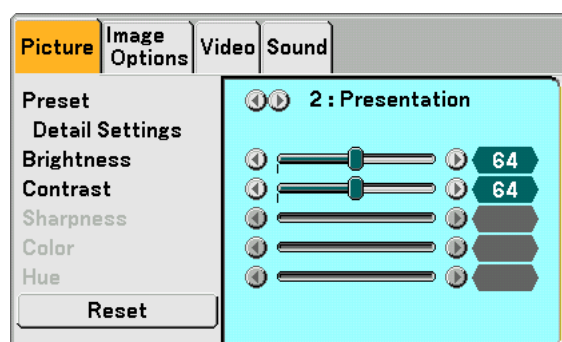 Picture Image Options Video Sound
Preset 2 : Presentation
Detail Settings
Brightness 64
Contrast 64
Sharpness
Color
Hue
Reset